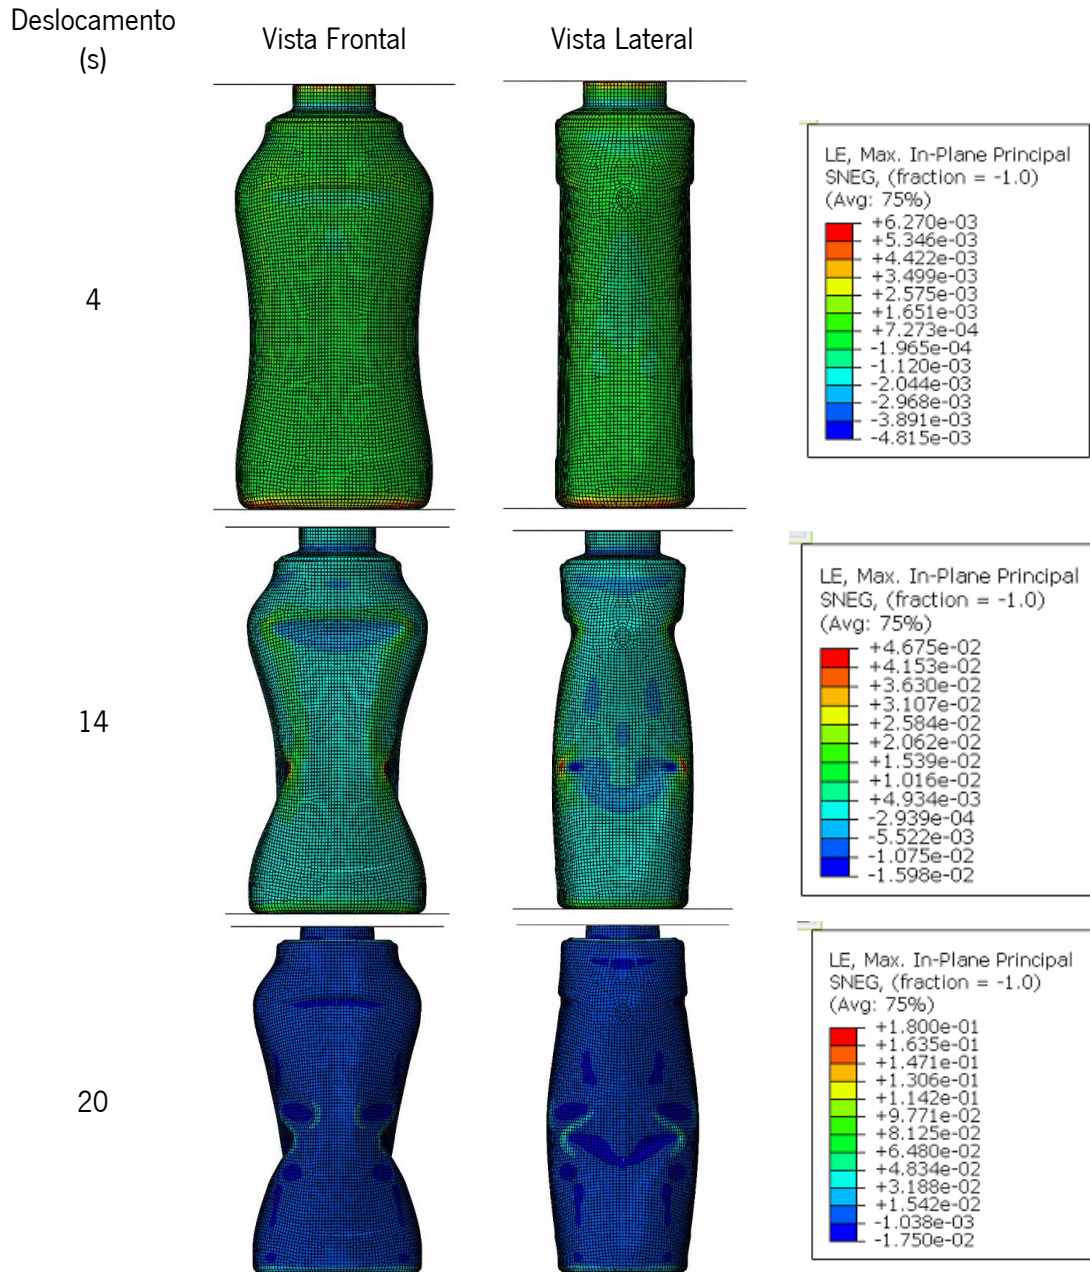 Deslocamento
(s)
Vista Frontal
Vista Lateral
4
LE, Max. In-Plane Principal
SNEG, (fraction = -1.0)
(Avg: 75%)
+6.270e-03
+5.346e-03
+4.422e-03
+3.499e-03
+2.575e-03
+1.651e-03
+7.273e-04
-1.965e-04
-1.120e-03
-2.044e-03
-2.968e-03
-3.891e-03
-4.815e-03
14
LE, Max. In-Plane Principal
SNEG, (fraction = -1.0)
(Avg: 75%)
+4.675e-02
+4.153e-02
+3.630e-02
+3.107e-02
+2.584e-02
+2.062e-02
+1.539e-02
+1.016e-02
+4.934e-03
-2.939e-04
-5.522e-03
-1.075e-02
-1.598e-02
20
LE, Max. In-Plane Principal
SNEG, (fraction = -1.0)
(Avg: 75%)
+1.800e-01
+1.635e-01
+1.471e-01
+1.306e-01
+1.142e-01
+9.771e-02
+8.125e-02
+6.480e-02
+4.834e-02
+3.188e-02
+1.542e-02
-1.038e-03
-1.750e-02